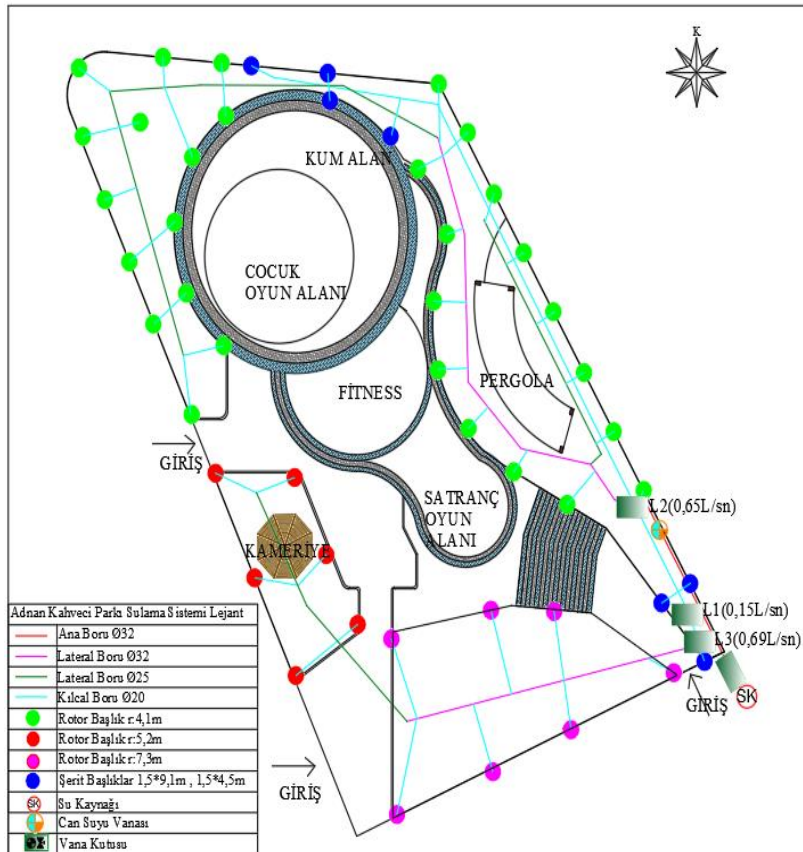 K
KUM ALAN
COCUK
OYUN ALANI
PERGOLA
FİTNESS
GİRİŞ
SATRANÇ
OYUN
ALANI
L2(0,65L/sn)
KAMERİYE
Adnan Kahveci Parkı Sulama Sistemi Lejant
Ana Boru Ø32
Lateral Boru Ø32
Lateral Boru Ø25
Kılcal Boru Ø20
Rotor Başlık r:4,1m
Rotor Başlık r:5,2m
Rotor Başlık r:7,3m
Şerit Başlıklar 1,5*9,1m , 1,5*4,5m
SK Su Kaynağı
Can Suyu Vanası
Vana Kutusu
L1(0,15L/sn)
L3(0,69L/sn)
SK
GİRİŞ
GİRİŞ